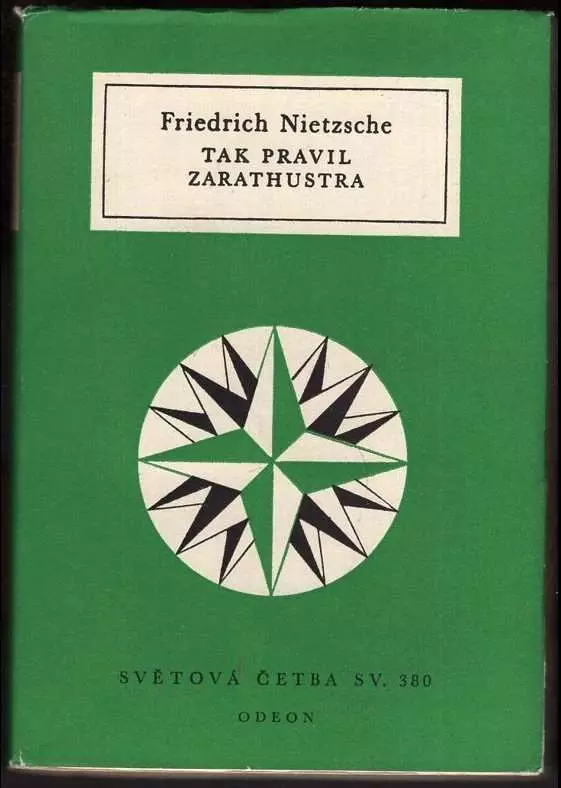 Friedrich Nietzsche
TAK PRAVIL
ZARATHUSTRA
SVĚTOVÁ ČETBA SV. 380
ODEON